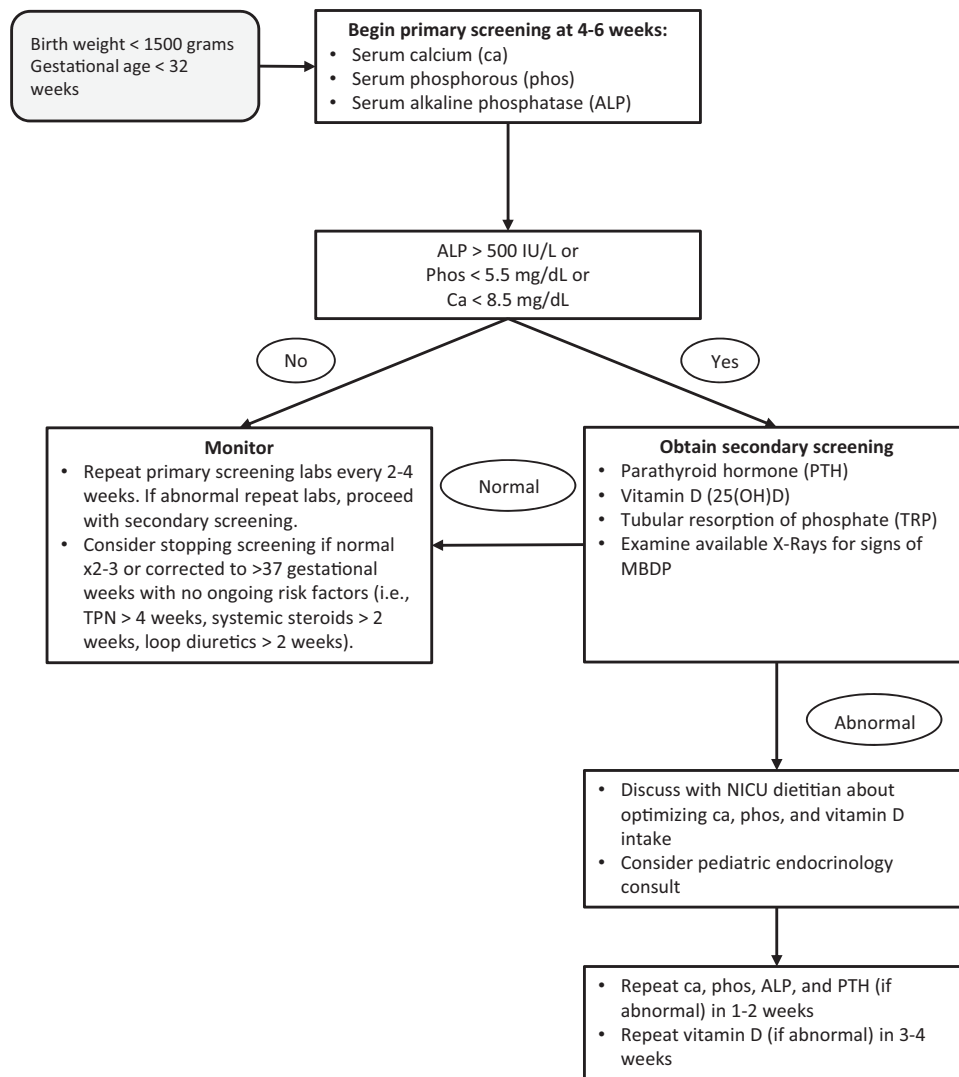 Birth weight < 1500 grams
Gestational age < 32
weeks
Begin primary screening at 4-6 weeks:
• Serum calcium (ca)
• Serum phosphorous (phos)
• Serum alkaline phosphatase (ALP)
ALP > 500 IU/L or
Phos < 5.5 mg/dL or
Ca < 8.5 mg/dL
No
Yes
Monitor
• Repeat primary screening labs every 2-4
weeks. If abnormal repeat labs, proceed
with secondary screening.
• Consider stopping screening if normal
x2-3 or corrected to >37 gestational
weeks with no ongoing risk factors (i.e.,
TPN > 4 weeks, systemic steroids > 2
weeks, loop diuretics > 2 weeks).
Normal
Obtain secondary screening
• Parathyroid hormone (PTH)
• Vitamin D (25(OH)D)
• Tubular resorption of phosphate (TRP)
• Examine available X-Rays for signs of
MBDP
Abnormal
• Discuss with NICU dietitian about
optimizing ca, phos, and vitamin D
intake
• Consider pediatric endocrinology
consult
• Repeat ca, phos, ALP, and PTH (if
abnormal) in 1-2 weeks
• Repeat vitamin D (if abnormal) in 3-4
weeks